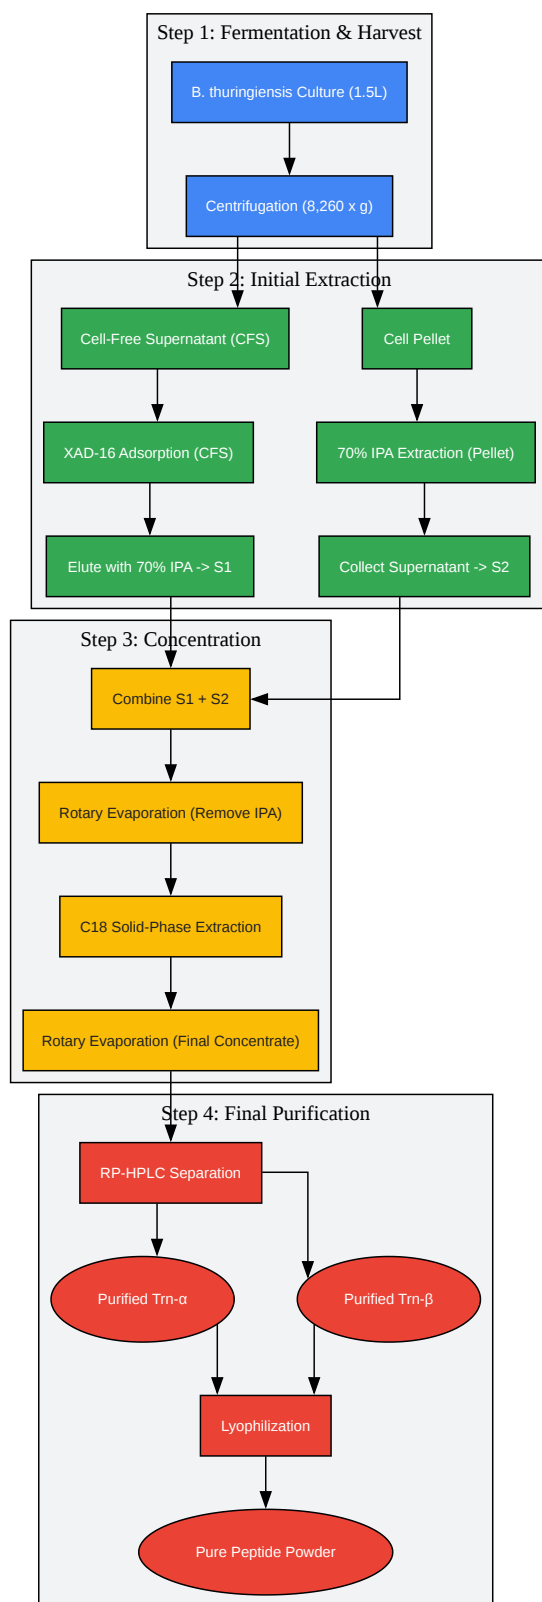 Step 1: Fermentation & Harvest
B. thuringiensis Culture (1.5L)
Centrifugation (8,260 x g)
Step 2: Initial Extraction
Cell-Free Supernatant (CFS)
Cell Pellet
XAD-16 Adsorption (CFS)
70% IPA Extraction (Pellet)
Elute with 70% IPA -> S1
Collect Supernatant -> S2
Step 3: Concentration
Combine S1 + S2
Rotary Evaporation (Remove IPA)
C18 Solid-Phase Extraction
Rotary Evaporation (Final Concentrate)
Step 4: Final Purification
RP-HPLC Separation
Purified Trn-α
Purified Trn-β
Lyophilization
Pure Peptide Powder